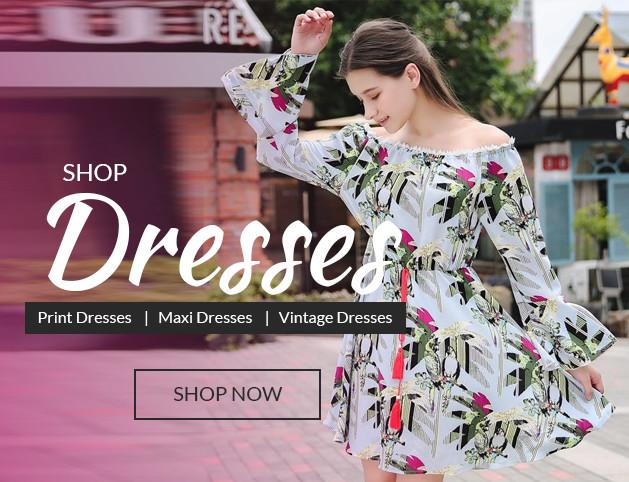 SHOP
Dresses
Print Dresses | Maxi Dresses | Vintage Dresses
SHOP NOW